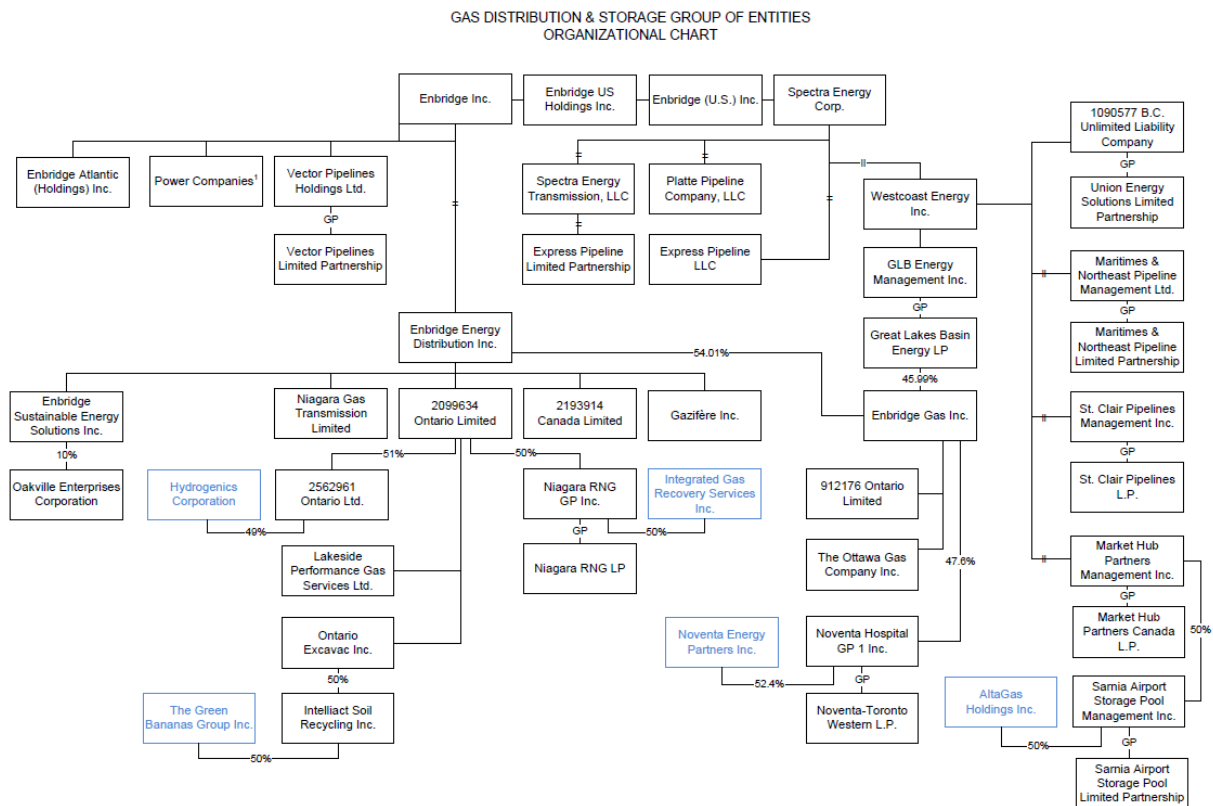 GAS DISTRIBUTION & STORAGE GROUP OF ENTITIES
ORGANIZATIONAL CHART
Enbridge Inc.
Enbridge US
Holdings Inc.
Enbridge (U.S.) Inc.
Spectra Energy
Corp.
1090577 B.C.
Unlimited Liability
Company
GP
Union Energy
Solutions Limited
Partnership
Enbridge Atlantic
(Holdings) Inc.
Power Companies¹
Vector Pipelines
Holdings Ltd.
GP
Vector Pipelines
Limited Partnership
=
=
=
=
=
Spectra Energy
Transmission, LLC
Express Pipeline
Limited Partnership
Platte Pipeline
Company, LLC
Express Pipeline
LLC
II
Westcoast Energy
Inc.
GLB Energy
Management Inc.
GP
Great Lakes Basin
Energy LP
45.99%
II
Maritimes &
Northeast Pipeline
Management Ltd.
GP
Maritimes &
Northeast Pipeline
Limited Partnership
Enbridge Energy
Distribution Inc.
54.01%
Enbridge
Sustainable Energy
Solutions Inc.
10%
Oakville Enterprises
Corporation
Niagara Gas
Transmission
Limited
2099634
Ontario Limited
2193914
Canada Limited
Gazifère Inc.
Enbridge Gas Inc.
II
St. Clair Pipelines
Management Inc.
GP
St. Clair Pipelines
L.P.
51%
50%
Hydrogenics
Corporation
49%
2562961
Ontario Ltd.
Niagara RNG
GP Inc.
GP
Niagara RNG LP
Integrated Gas
Recovery Services
Inc.
50%
912176 Ontario
Limited
The Ottawa Gas
Company Inc.
47.6%
Lakeside
Performance Gas
Services Ltd.
II
Market Hub
Partners
Management Inc.
GP
Market Hub
Partners Canada
L.P.
50%
Ontario
Excavac Inc.
50%
Intelliact Soil
Recycling Inc.
The Green
Bananas Group Inc.
50%
Noventa Energy
Partners Inc.
52.4%
Noventa Hospital
GP 1 Inc.
GP
Noventa-Toronto
Western L.P.
AltaGas
Holdings Inc.
50%
Sarnia Airport
Storage Pool
Management Inc.
GP
Sarnia Airport
Storage Pool
Limited Partnership